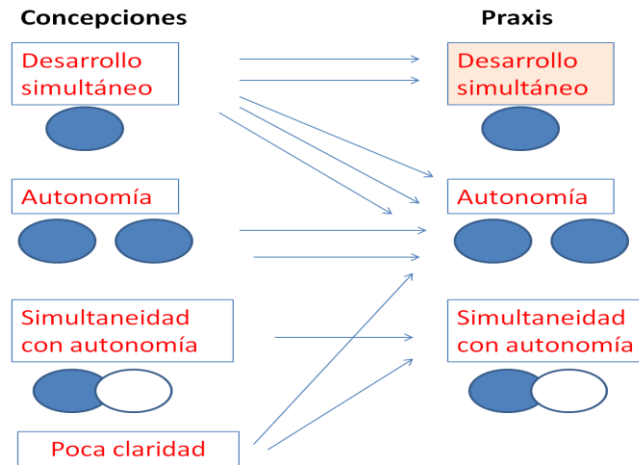 Concepciones
Praxis
Desarrollo
simultáneo
Desarrollo
simultáneo
Autonomía
Autonomía
Simultaneidad
con autonomía
Simultaneidad
con autonomía
Poca claridad